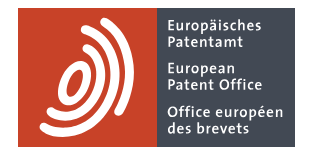 Europäisches
Patentamt
European
Patent Office
Office européen
des brevets